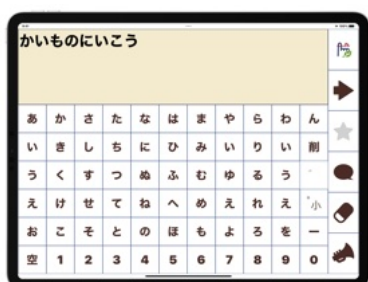 かいものにいこう
あ か さ た な は ま や ら わ ん
い き し ち に ひ み い り い 削
う く す つ ぬ ふ む ゆ る う ゛
え け せ て ね へ め え れ え ゜小
お こ そ と の ほ も よ ろ を ー
空 1 2 3 4 5 6 7 8 9 0